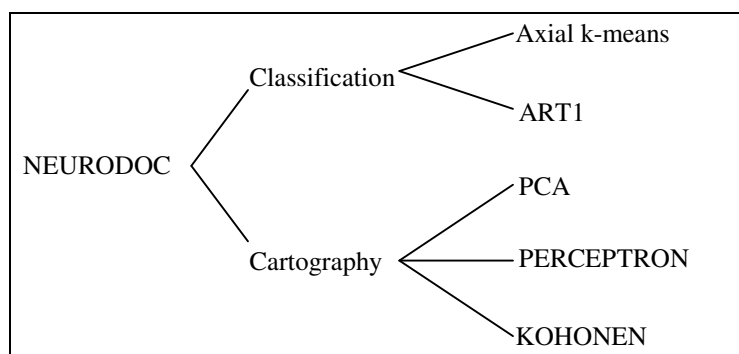 Axial k-means
Classification
ART1
NEURODOC
PCA
Cartography
PERCEPTRON
KOHONEN